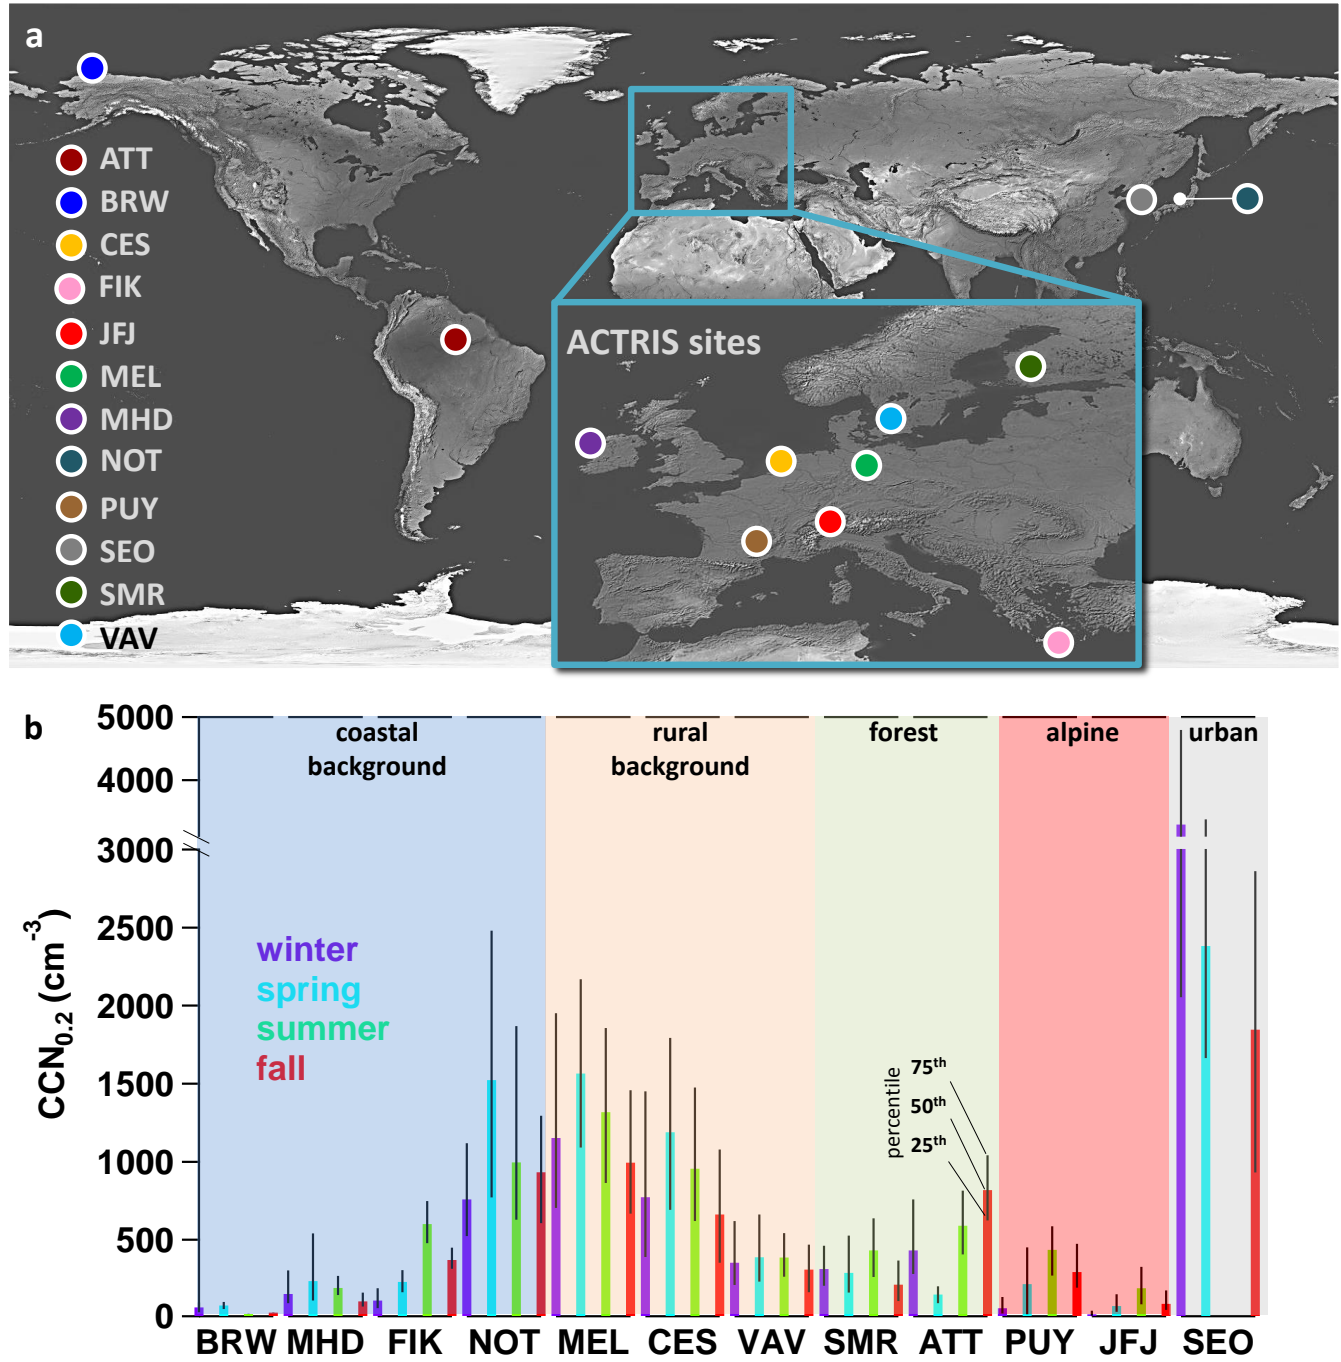 a
ATT
BRW
CES
FIK
JFJ
MEL
MHD
NOT
PUY
SEO
SMR
VAV
ACTRIS sites
b
coastal background
rural background
forest
alpine
urban
5000
4000
3000
2500
2000
1500
1000
500
0
CCN0.2 (cm-3)
winter
spring
summer
fall
percentile
75th
50th
25th
BRW MHD FIK NOT MEL CES VAV SMR ATT PUY JFJ SEO